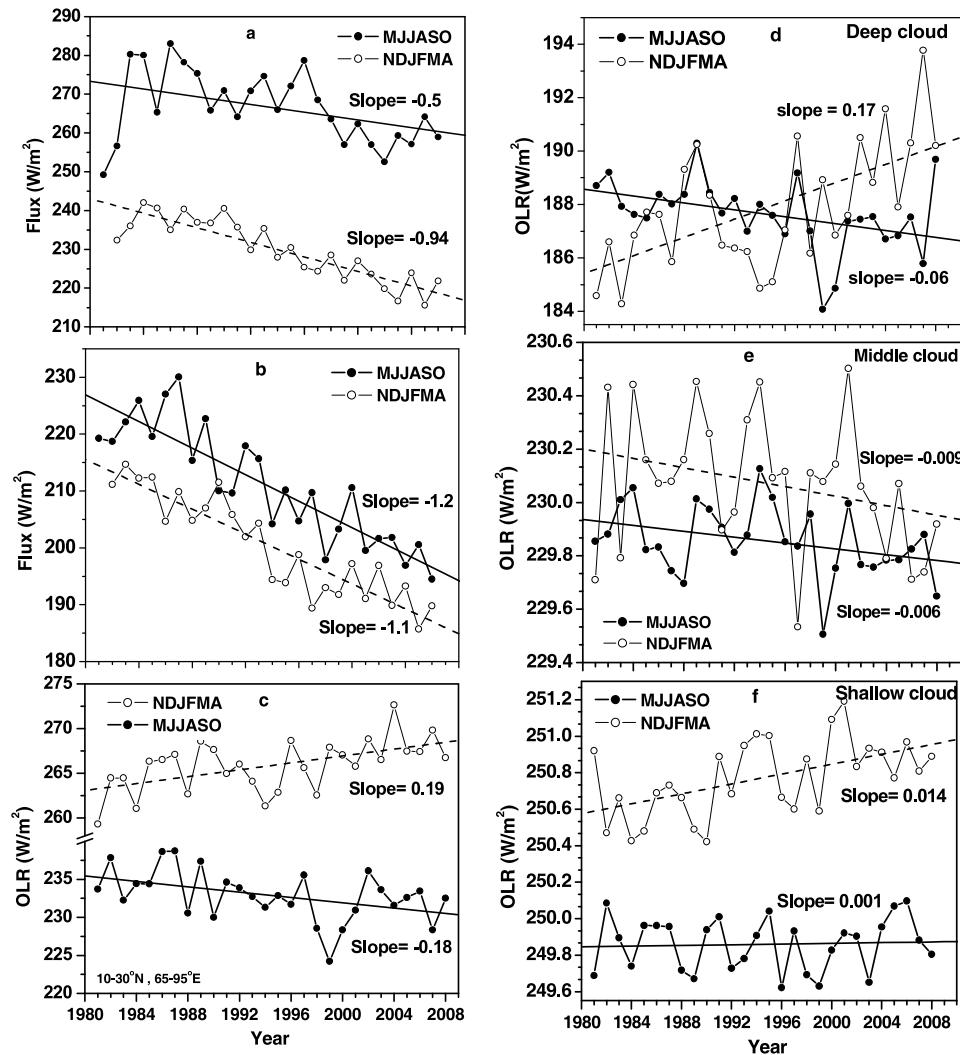 290
280
270
260
250
240
230
220
210
Flux (W/m²)
a
MJJASO
NDJFMA
Slope= -0.5
Slope= -0.94
230
220
210
200
190
180
Flux (W/m²)
b
MJJASO
NDJFMA
Slope= -1.2
Slope= -1.1
275
270
265
260
235
230
225
220
OLR (W/m²)
c
NDJFMA
MJJASO
Slope= 0.19
Slope= -0.18
10-30°N , 65-95°E
1980 1984 1988 1992 1996 2000 2004 2008
Year
194
192
190
188
186
184
OLR(W/m²)
d
Deep cloud
MJJASO
NDJFMA
slope = 0.17
slope= -0.06
230.6
230.4
230.2
230.0
229.8
229.6
229.4
OLR (W/m²)
e
Middle cloud
Slope= -0.009
Slope= -0.006
MJJASO
NDJFMA
251.2
251.0
250.8
250.6
250.4
250.2
250.0
249.8
249.6
OLR (W/m²)
f
Shallow cloud
MJJASO
NDJFMA
Slope= 0.014
Slope= 0.001
1980 1984 1988 1992 1996 2000 2004 2008
Year